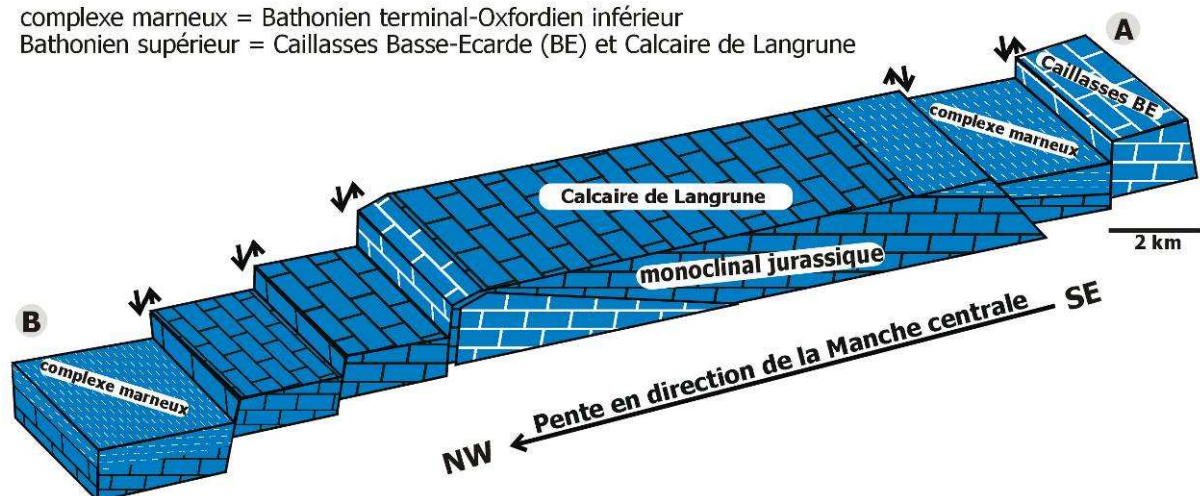 complexe marneux = Bathonien terminal-Oxfordien inférieur
Bathonien supérieur = Caillasses Basse-Ecarde (BE) et Calcaire de Langrune
A
Caillasses BE
complexe marneux
Calcaire de Langrune
monoclinal jurassique
2 km
B
complexe marneux
SE
Pente en direction de la Manche centrale
NW